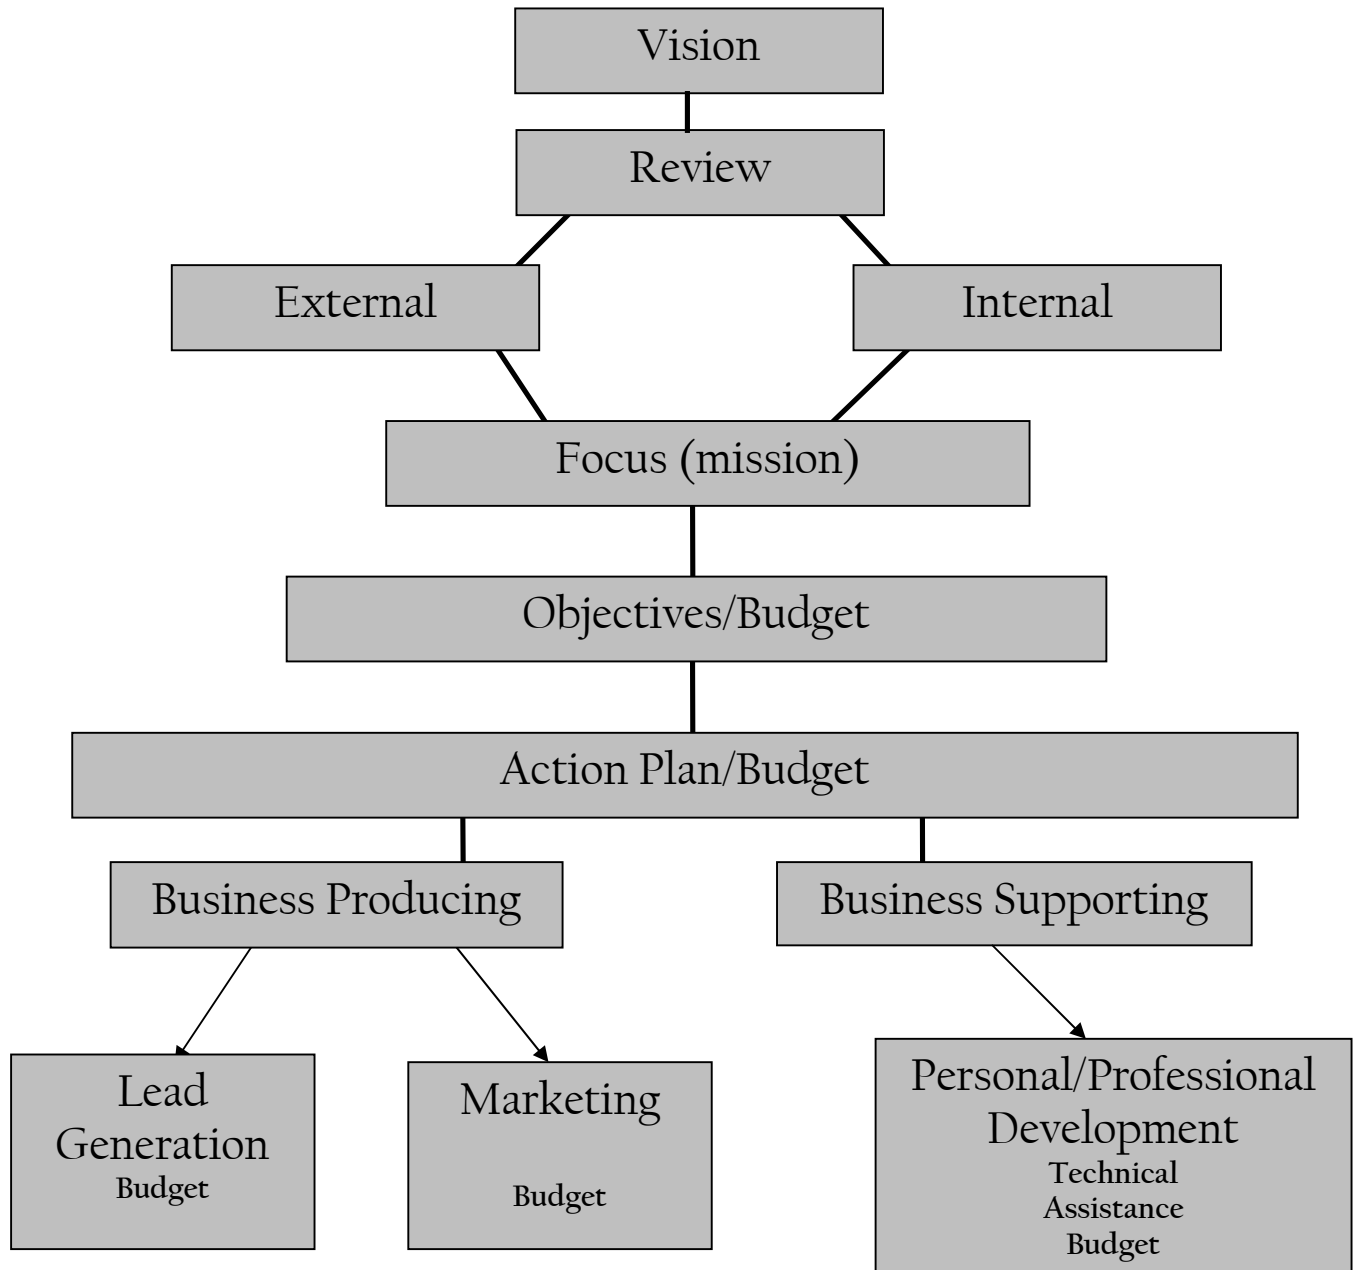 Vision
Review
External
Internal
Focus (mission)
Objectives/Budget
Action Plan/Budget
Business Producing
Business Supporting
Lead
Generation
Budget
Marketing
Budget
Personal/Professional
Development
Technical
Assistance
Budget